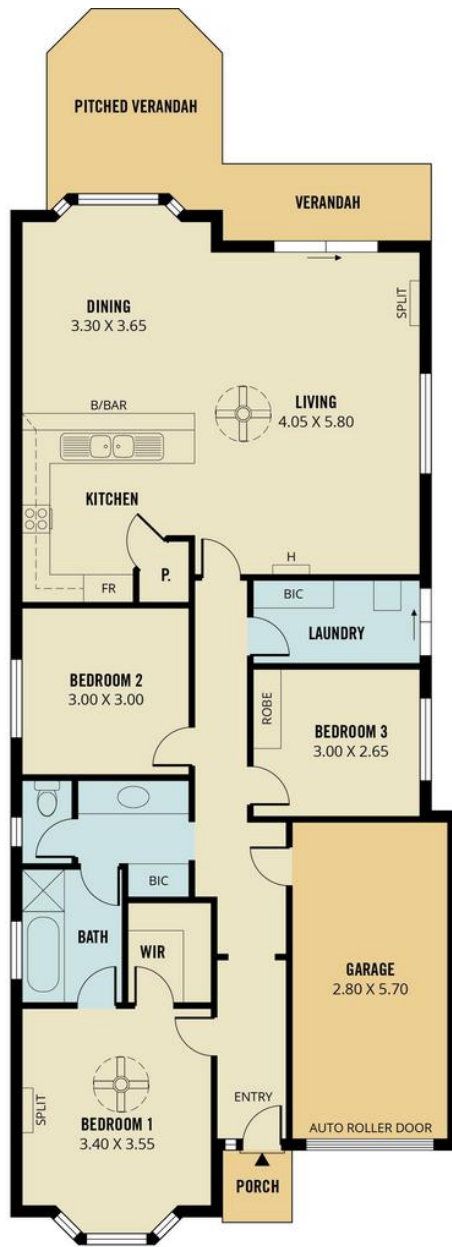 PITCHED VERANDAH
VERANDAH
DINING
3.30 X 3.65
SPLIT
LIVING
4.05 X 5.80
B/BAR
KITCHEN
P.
FR
H
BIC
LAUNDRY
BEDROOM 2
3.00 X 3.00
ROBE
BEDROOM 3
3.00 X 2.65
BIC
BATH
WIR
GARAGE
2.80 X 5.70
SPLIT
BEDROOM 1
3.40 X 3.55
ENTRY
AUTO ROLLER DOOR
PORCH